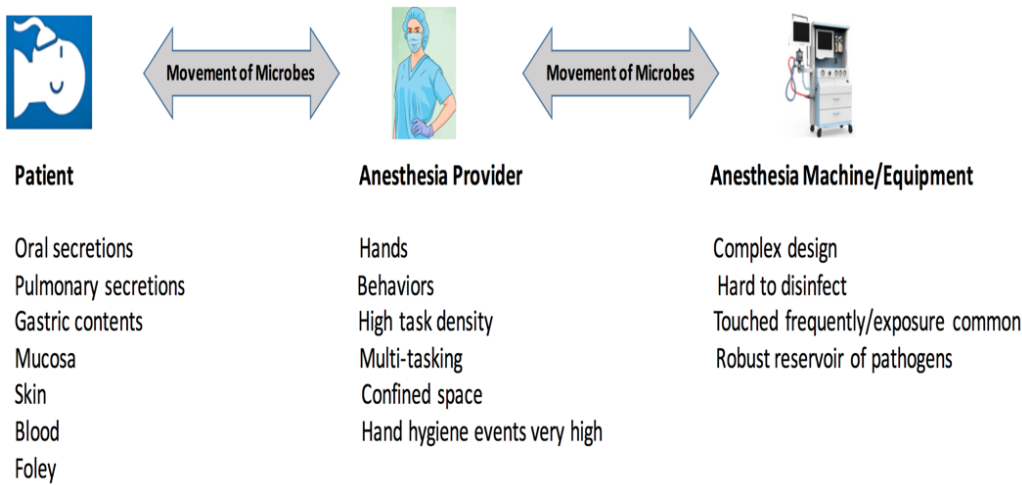 Movement of Microbes
Movement of Microbes
Patient
Anesthesia Provider
Anesthesia Machine/Equipment
Oral secretions
Pulmonary secretions
Gastric contents
Mucosa
Skin
Blood
Foley
Hands
Behaviors
High task density
Multi-tasking
Confined space
Hand hygiene events very high
Complex design
Hard to disinfect
Touched frequently/exposure common
Robust reservoir of pathogens